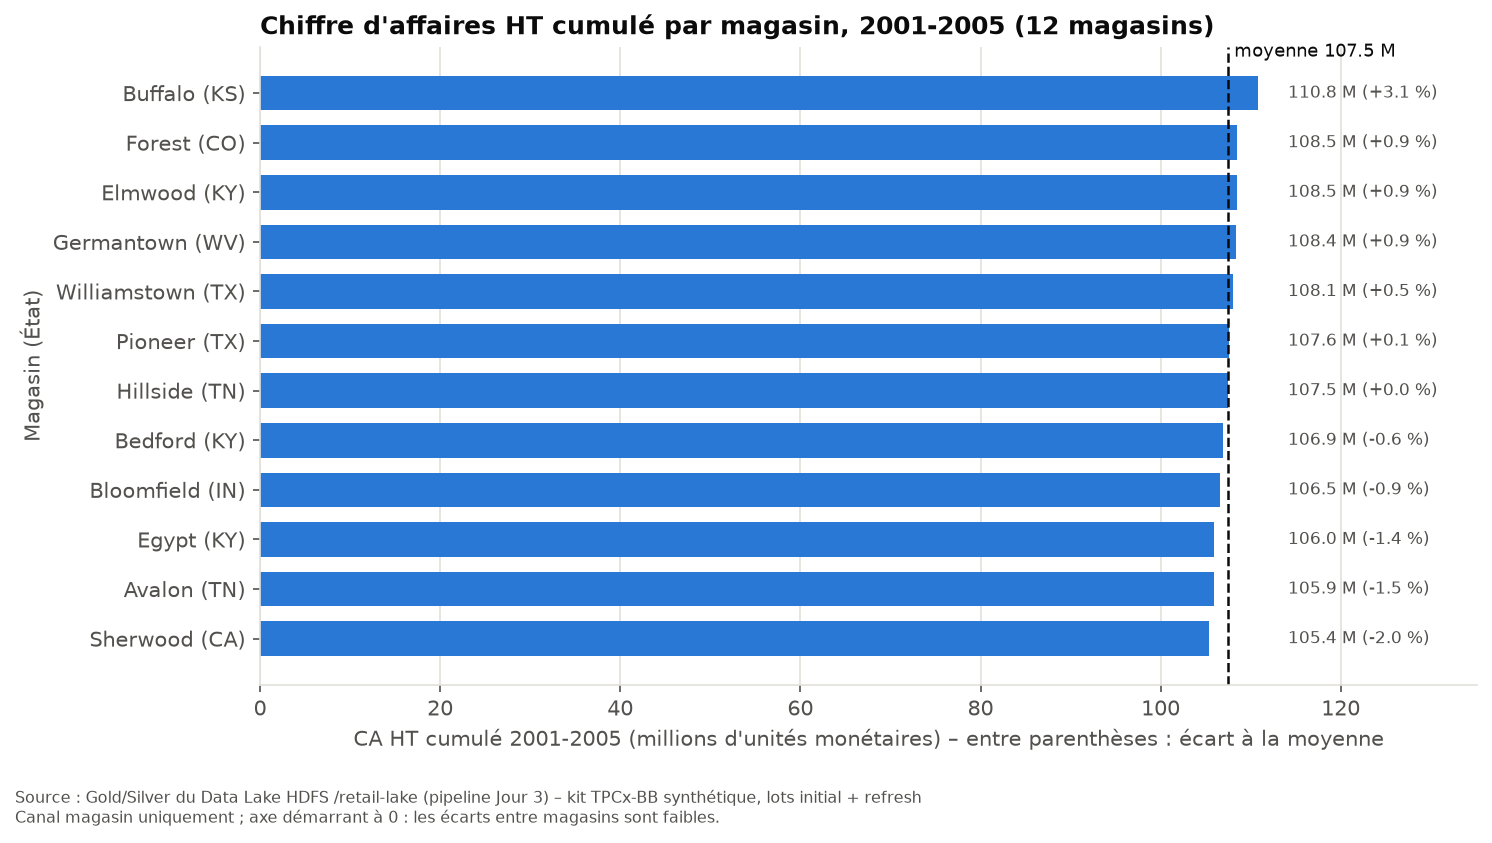 Chiffre d'affaires HT cumulé par magasin, 2001-2005 (12 magasins)
moyenne 107.5 M
Buffalo (KS) 110.8 M (+3.1 %)
Forest (CO) 108.5 M (+0.9 %)
Elmwood (KY) 108.5 M (+0.9 %)
Germantown (WV) 108.4 M (+0.9 %)
Williamstown (TX) 108.1 M (+0.5 %)
Pioneer (TX) 107.6 M (+0.1 %)
Hillside (TN) 107.5 M (+0.0 %)
Bedford (KY) 106.9 M (-0.6 %)
Bloomfield (IN) 106.5 M (-0.9 %)
Egypt (KY) 106.0 M (-1.4 %)
Avalon (TN) 105.9 M (-1.5 %)
Sherwood (CA) 105.4 M (-2.0 %)
Magasin (État)
0 20 40 60 80 100 120
CA HT cumulé 2001-2005 (millions d'unités monétaires) – entre parenthèses : écart à la moyenne
Source : Gold/Silver du Data Lake HDFS /retail-lake (pipeline Jour 3) – kit TPCx-BB synthétique, lots initial + refresh
Canal magasin uniquement ; axe démarrant à 0 : les écarts entre magasins sont faibles.